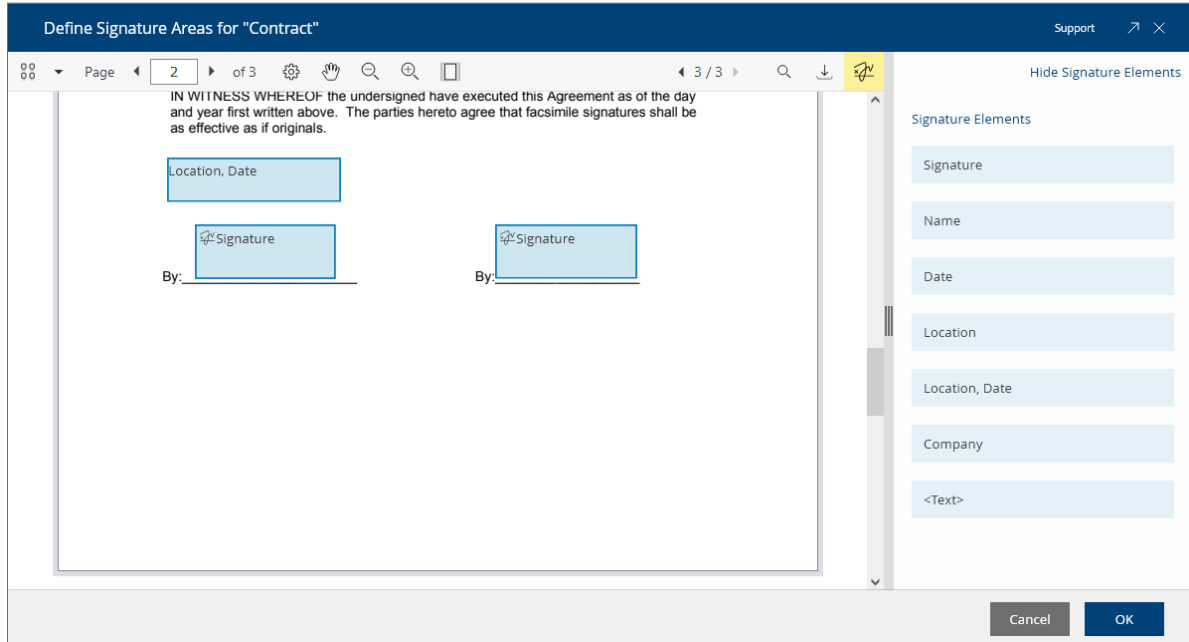 Define Signature Areas for "Contract"
Support
Page 2 of 3
3 / 3
Hide Signature Elements
IN WITNESS WHEREOF the undersigned have executed this Agreement as of the day
and year first written above. The parties hereto agree that facsimile signatures shall be
as effective as if originals.
Location, Date
Signature
Signature
By:
By:
Signature Elements
Signature
Name
Date
Location
Location, Date
Company
<Text>
Cancel
OK